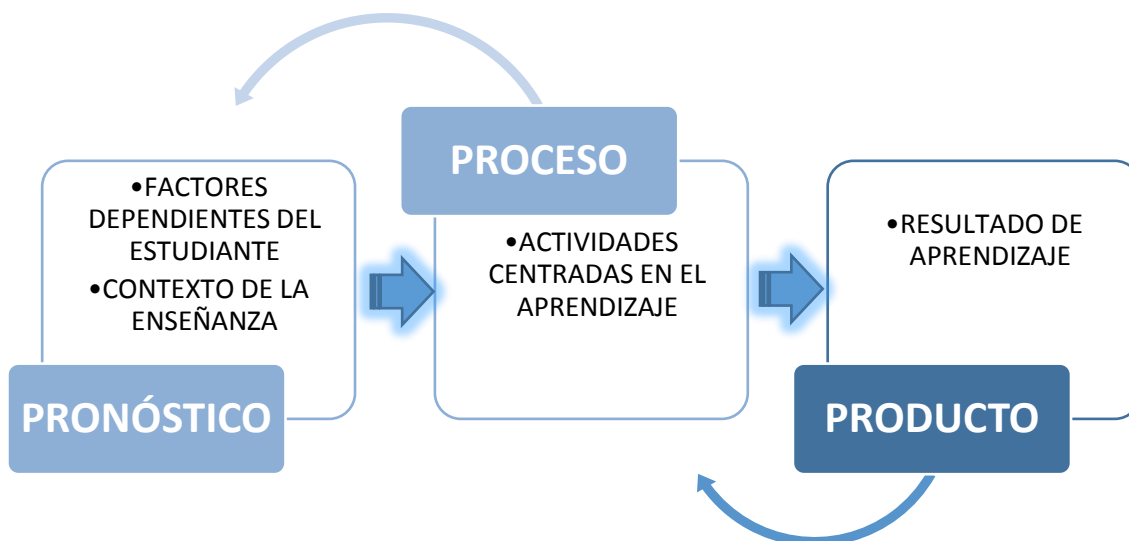 •FACTORES
DEPENDIENTES DEL
ESTUDIANTE
•CONTEXTO DE LA
ENSEÑANZA
PRONÓSTICO
PROCESO
•ACTIVIDADES
CENTRADAS EN EL
APRENDIZAJE
•RESULTADO DE
APRENDIZAJE
PRODUCTO